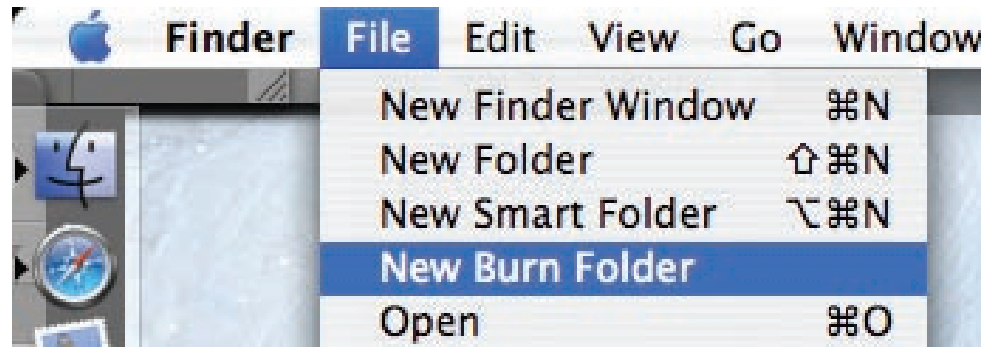 Finder File Edit View Go Window
New Finder Window ⌘N
New Folder ⇧⌘N
New Smart Folder ⌥⌘N
New Burn Folder
Open ⌘O